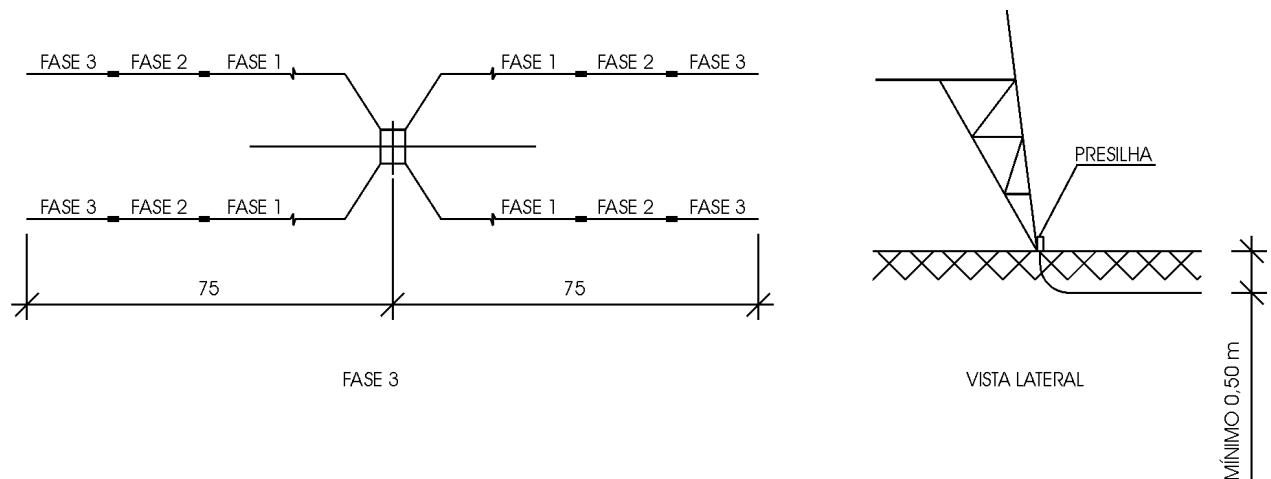 FASE 3 FASE 2 FASE 1 FASE 1 FASE 2 FASE 3
FASE 3 FASE 2 FASE 1 FASE 1 FASE 2 FASE 3
75 75
FASE 3
PRESILHA
VISTA LATERAL
MÍNIMO 0,50 m